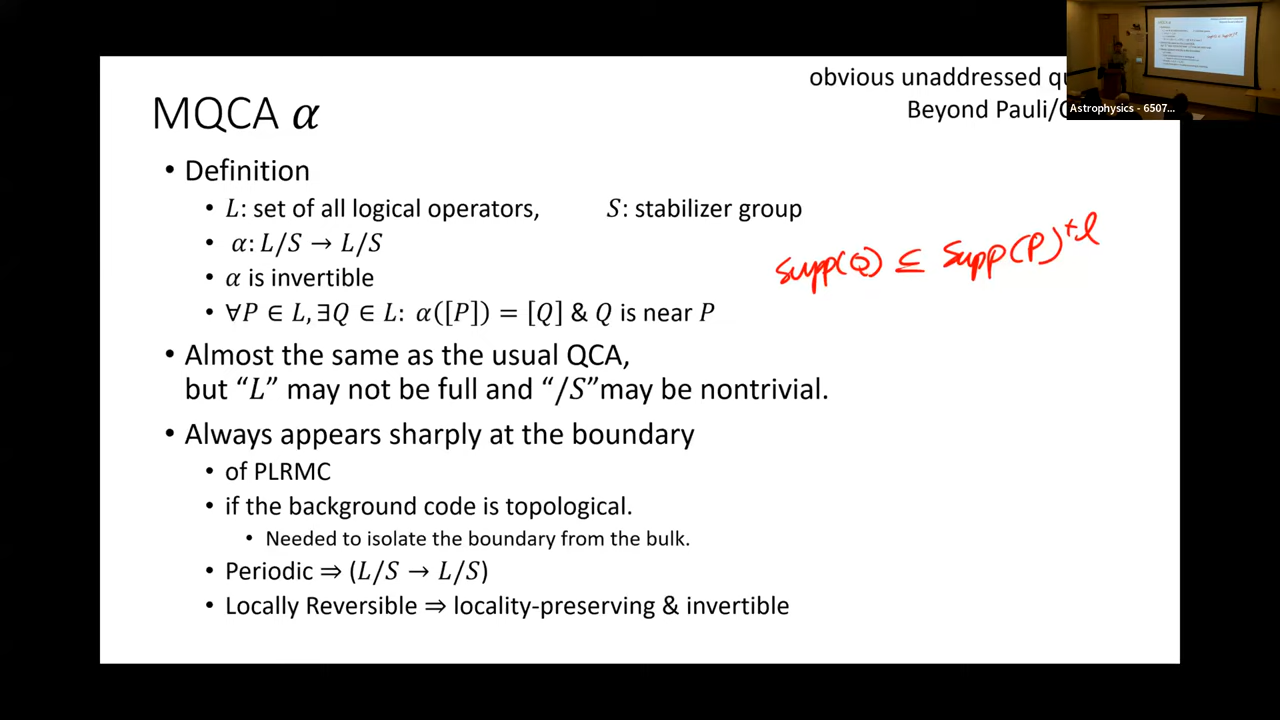 obvious unaddressed
MQCA α
Beyond Pauli/
Astrophysics - 6507...
• Definition
• L: set of all logical operators, S: stabilizer group
• α: L/S → L/S
supp(Q) ⊆ supp(P)^{+l}
• α is invertible
• ∀P ∈ L, ∃Q ∈ L: α([P]) = [Q] & Q is near P
• Almost the same as the usual QCA,
but “L” may not be full and “/S”may be nontrivial.
• Always appears sharply at the boundary
• of PLRMC
• if the background code is topological.
• Needed to isolate the boundary from the bulk.
• Periodic ⇒ (L/S → L/S)
• Locally Reversible ⇒ locality-preserving & invertible